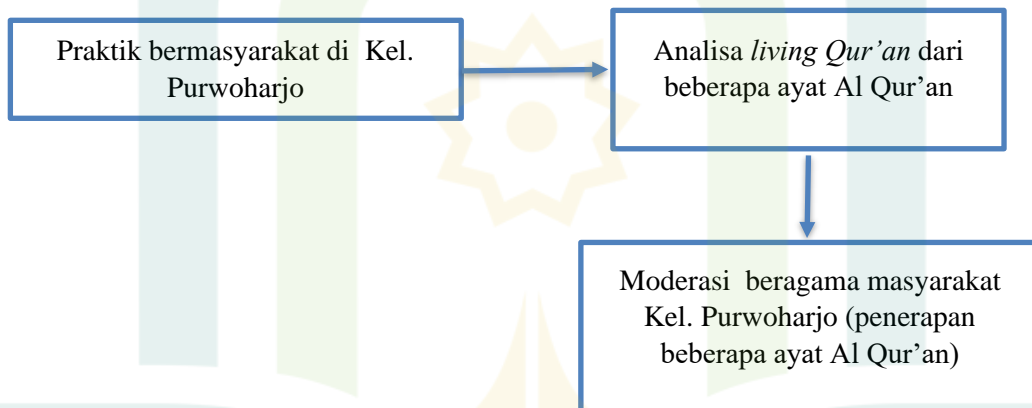 Praktik bermasyarakat di Kel.
Purwoharjo
Analisa living Qur’an dari
beberapa ayat Al Qur’an
Moderasi beragama masyarakat
Kel. Purwoharjo (penerapan
beberapa ayat Al Qur’an)